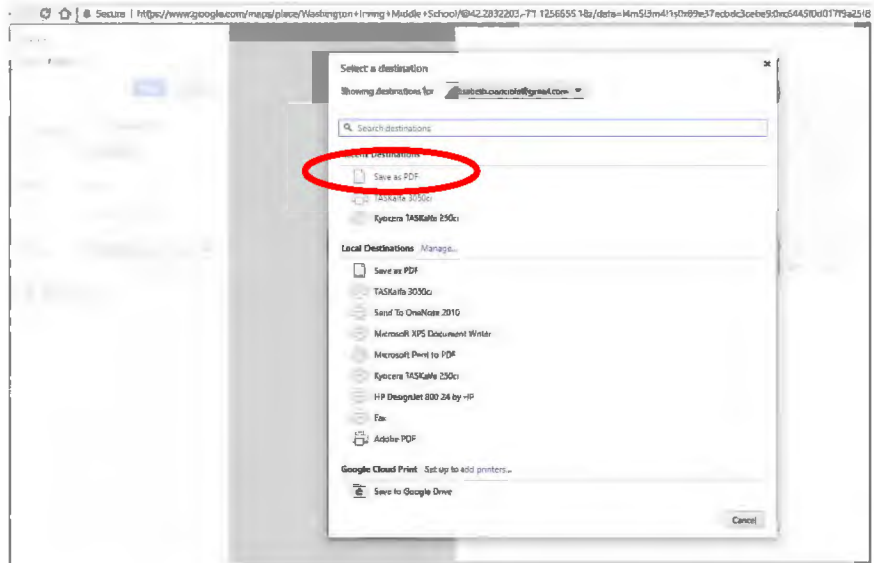 Secure | https://www.google.com/maps/place/Washington+Irving+Middle+School/@42.2832203,-71.1256655,18z/
Select a destination
Showing destinations for
Search destinations
Recent Destinations
Save as PDF
TASKalfa 3050ci
Kyocera TASKalfa 250ci
Local Destinations Manage...
Save as PDF
TASKalfa 3050ci
Send To OneNote 2010
Microsoft XPS Document Writer
Microsoft Print to PDF
Kyocera TASKalfa 250ci
HP DesignJet 800 24 by HP
Fax
Adobe PDF
Google Cloud Print Set up to add printers...
Save to Google Drive
Cancel